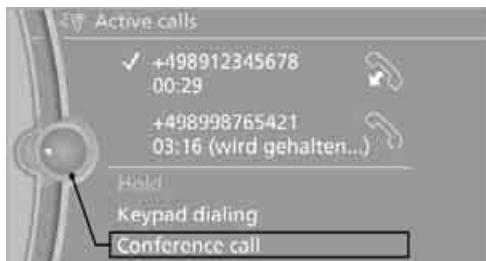 Active calls
+498912345678
00:29
+498998765421
03:16 (wird gehalten...)
Hold
Keypad dialing
Conference call